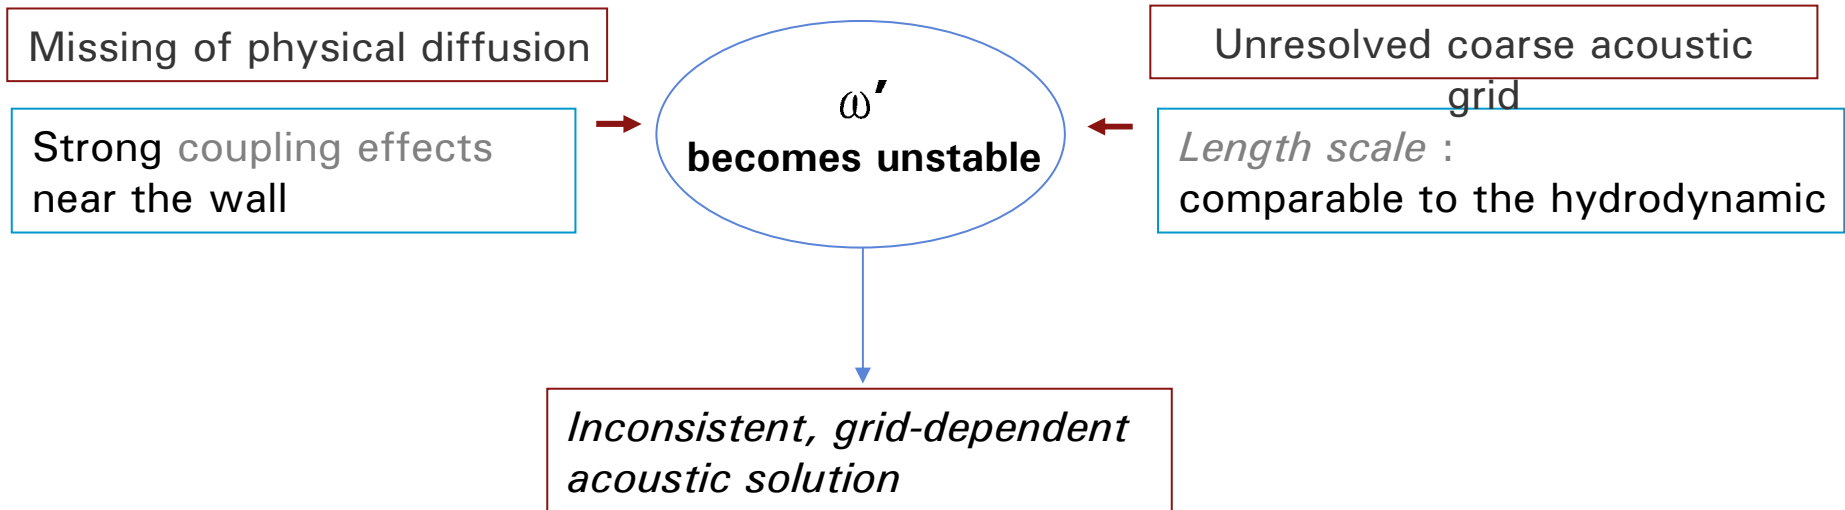 Missing of physical diffusion
Strong coupling effects
near the wall
ω′
becomes unstable
Unresolved coarse acoustic
grid
Length scale :
comparable to the hydrodynamic
Inconsistent, grid-dependent
acoustic solution